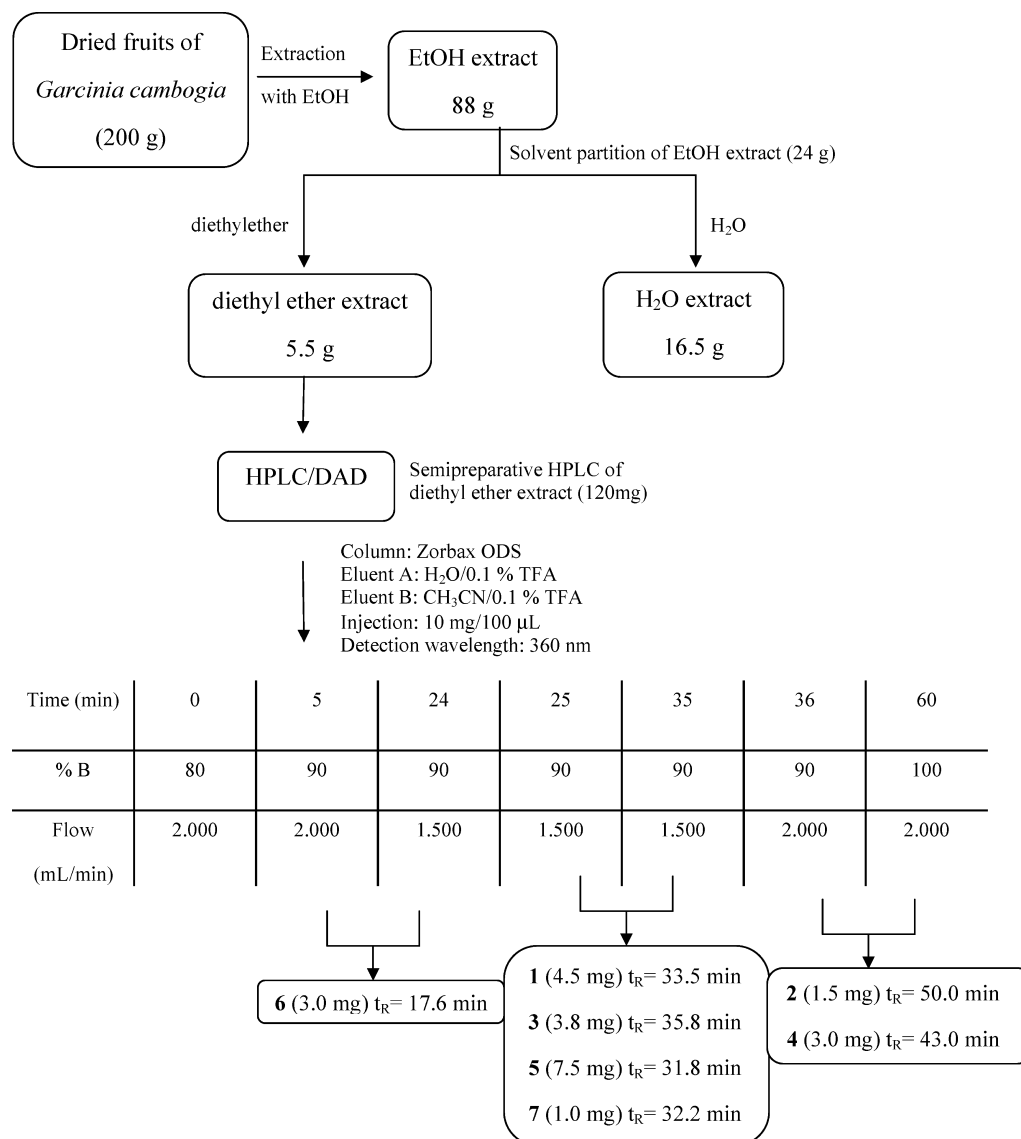 Dried fruits of
Garcinia cambogia
(200 g)
Extraction
with EtOH
EtOH extract
88 g
Solvent partition of EtOH extract (24 g)
diethylether
H₂O
diethyl ether extract
5.5 g
H₂O extract
16.5 g
HPLC/DAD
Semipreparative HPLC of
diethyl ether extract (120mg)
Column: Zorbax ODS
Eluent A: H₂O/0.1 % TFA
Eluent B: CH₃CN/0.1 % TFA
Injection: 10 mg/100 μL
Detection wavelength: 360 nm
Time (min) 0 5 24 25 35 36 60
% B 80 90 90 90 90 90 100
Flow 2.000 2.000 1.500 1.500 1.500 2.000 2.000
(mL/min)
6 (3.0 mg) tR= 17.6 min
1 (4.5 mg) tR= 33.5 min
3 (3.8 mg) tR= 35.8 min
5 (7.5 mg) tR= 31.8 min
7 (1.0 mg) tR= 32.2 min
2 (1.5 mg) tR= 50.0 min
4 (3.0 mg) tR= 43.0 min